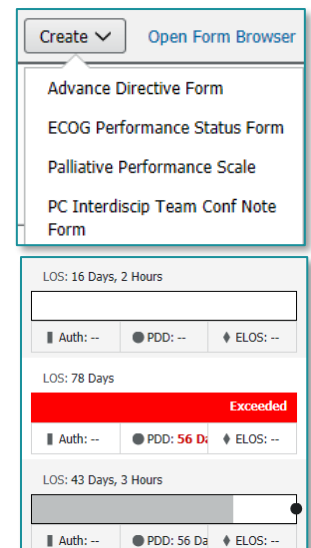 Create Open Form Browser
Advance Directive Form
ECOG Performance Status Form
Palliative Performance Scale
PC Interdiscip Team Conf Note
Form
LOS: 16 Days, 2 Hours
Auth: -- PDD: -- ELOS: --
LOS: 78 Days
Exceeded
Auth: -- PDD: 56 Da ELOS: --
LOS: 43 Days, 3 Hours
Auth: -- PDD: 56 Da ELOS: --